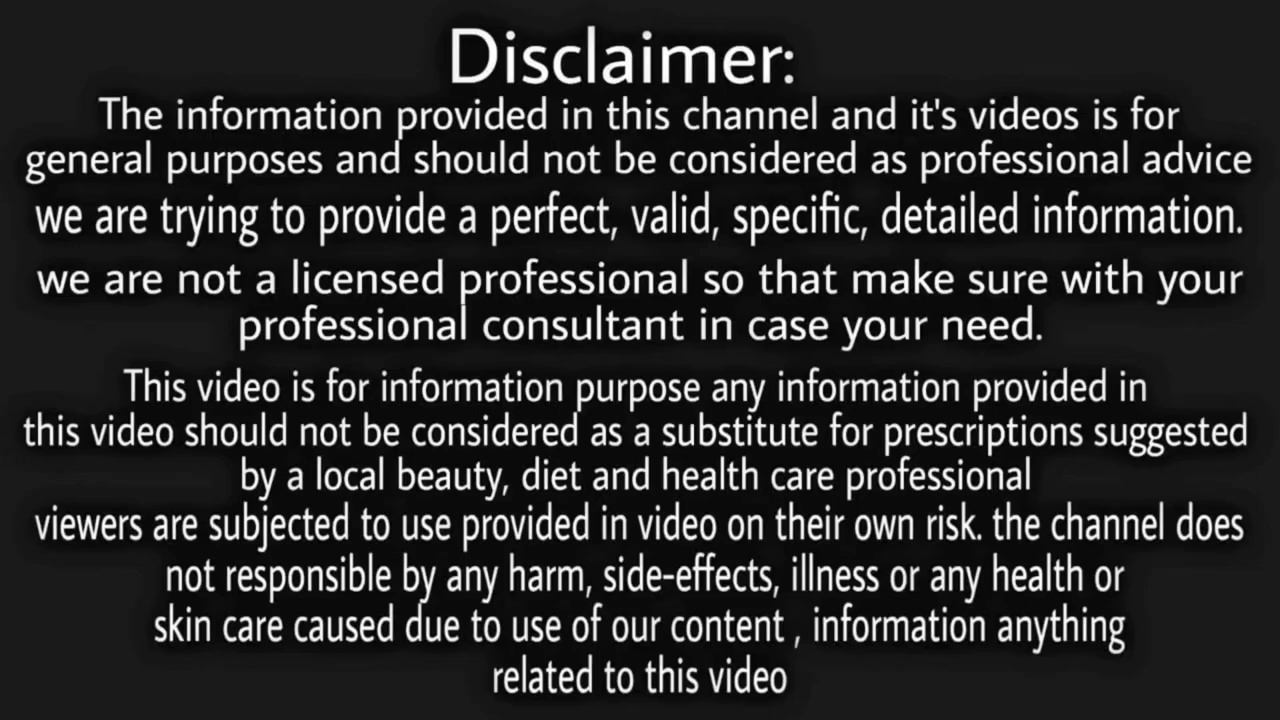 Disclaimer:
The information provided in this channel and it's videos is for
general purposes and should not be considered as professional advice
we are trying to provide a perfect, valid, specific, detailed information.
we are not a licensed professional so that make sure with your
professional consultant in case your need.
This video is for information purpose any information provided in
this video should not be considered as a substitute for prescriptions suggested
by a local beauty, diet and health care professional
viewers are subjected to use provided in video on their own risk. the channel does
not responsible by any harm, side-effects, illness or any health or
skin care caused due to use of our content , information anything
related to this video